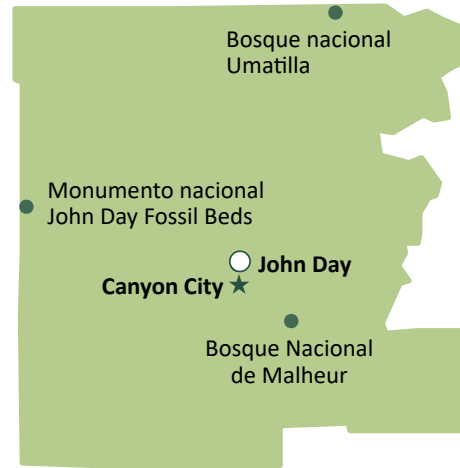 Bosque nacional
Umatilla
Monumento nacional
John Day Fossil Beds
John Day
Canyon City
Bosque Nacional
de Malheur